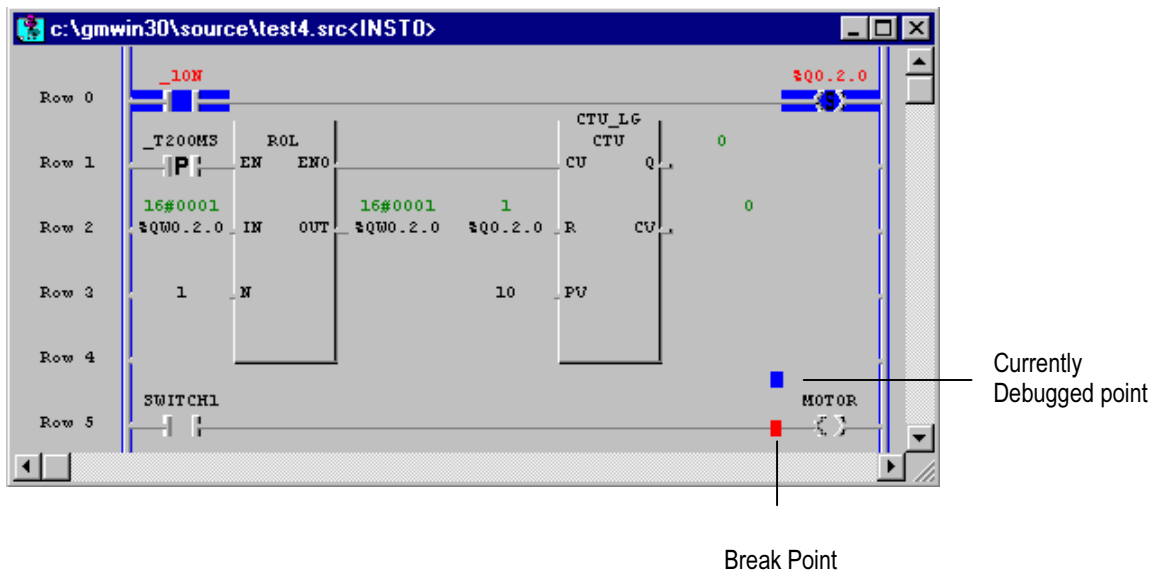 c:\gmwin30\source\test4.src<INST0>
_1ON %Q0.2.0
Row 0
S
CTU_LG
_T200MS ROL CTU 0
Row 1 P EN ENO CU Q
16#0001 16#0001 1 0
Row 2 %QW0.2.0 IN OUT %QW0.2.0 %Q0.2.0 R CV
Row 3 1 N 10 PV
Row 4
Currently
Debugged point
SWITCH1 MOTOR
Row 5
Break Point